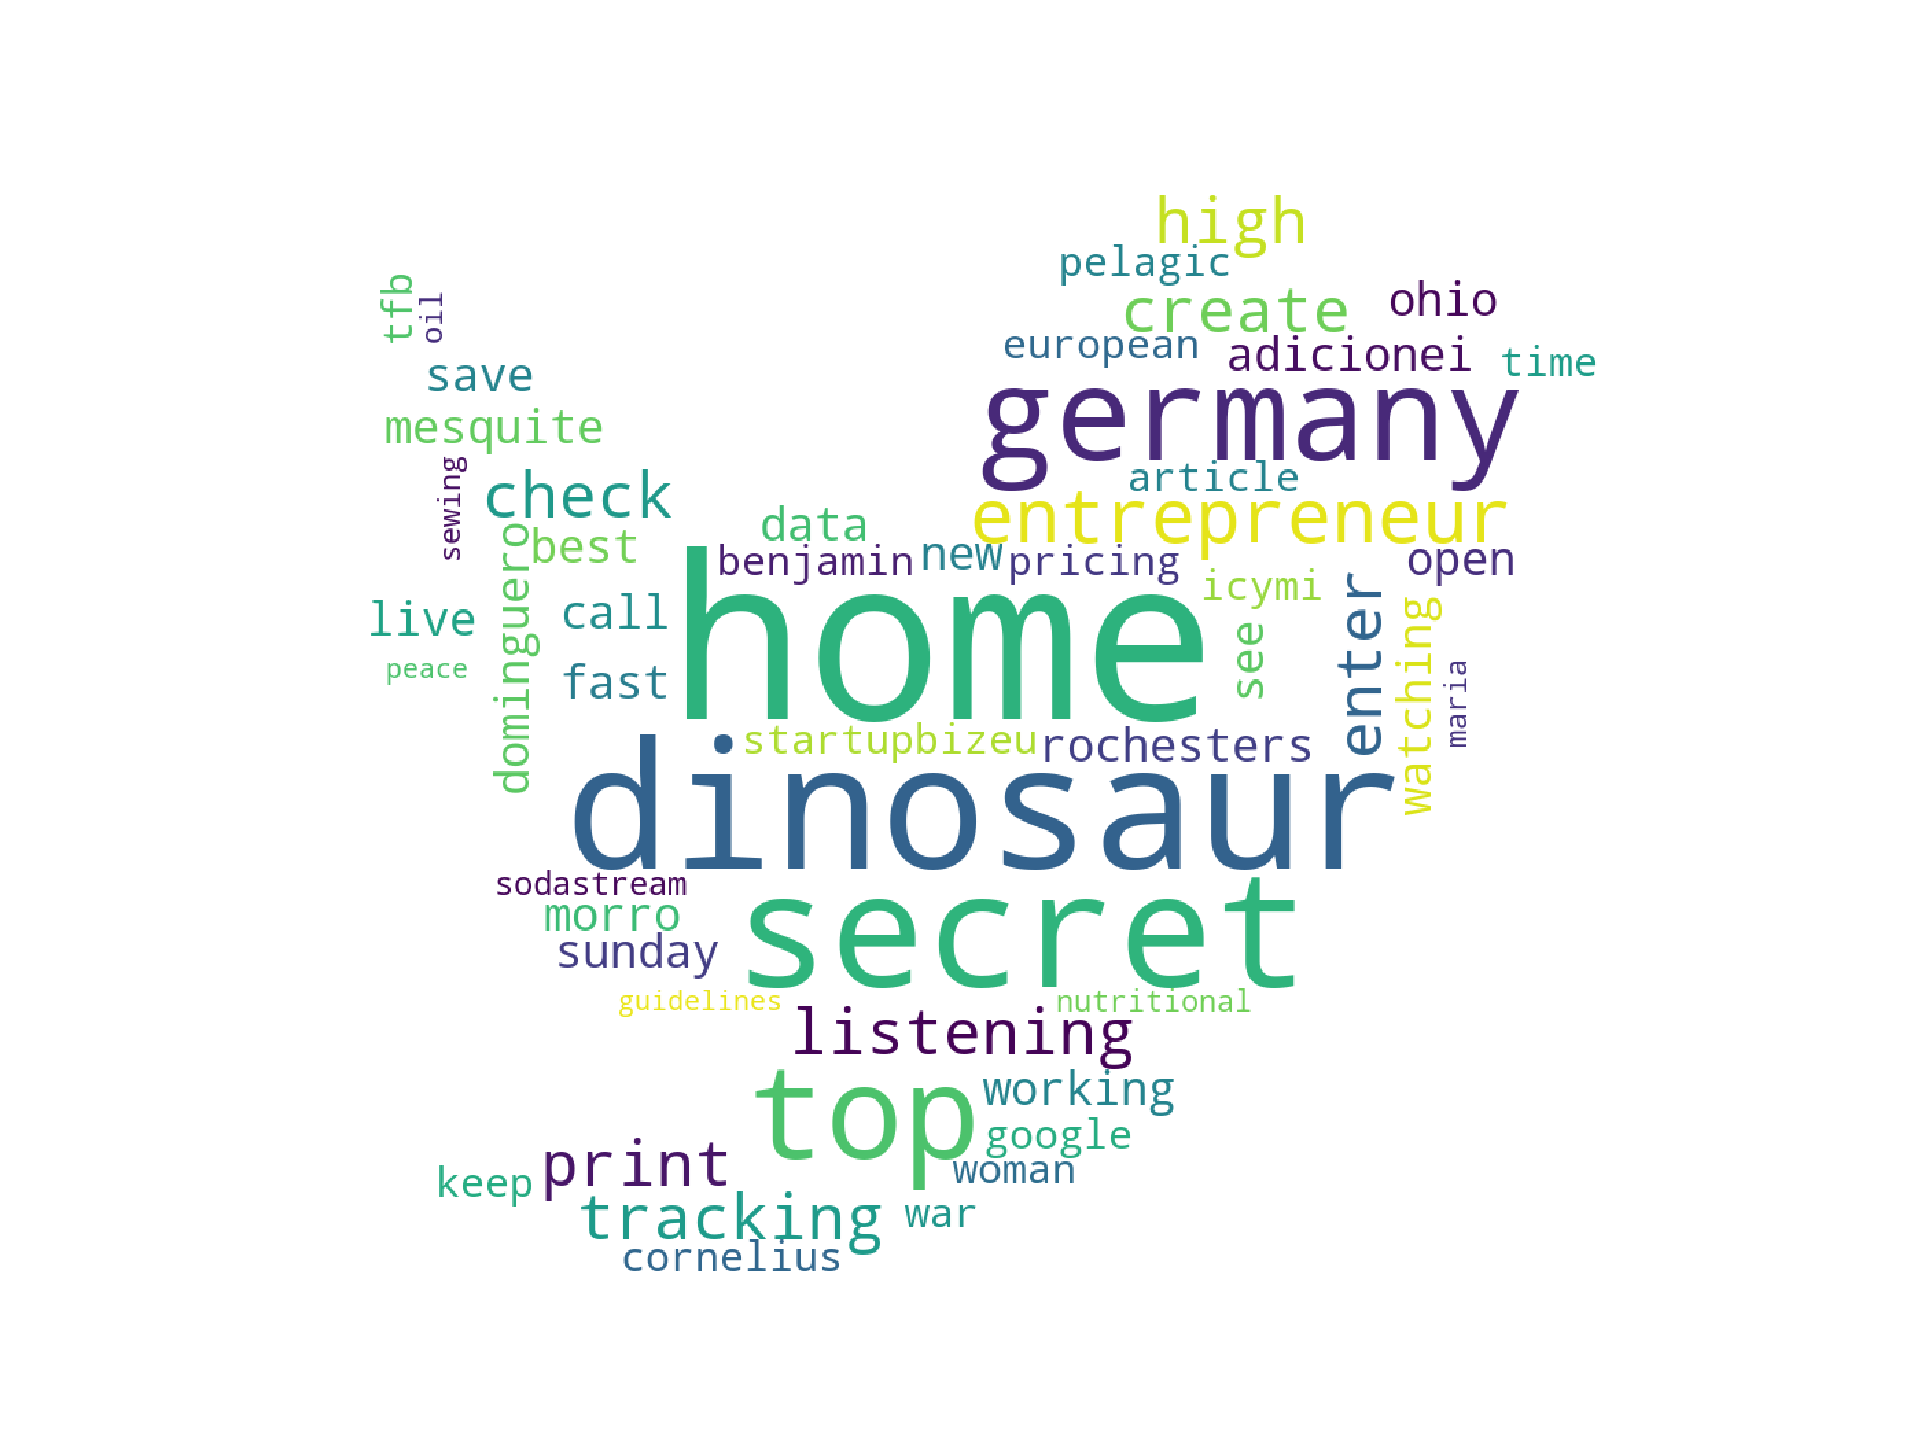 high
pelagic
tfb
oil
create
ohio
european
adicionei
time
save
germany
mesquite
article
sewing
check
entrepreneur
data
best
benjamin
new
pricing
open
icymi
live
domínguero
call
home
see
enter
watching
maria
peace
fast
startupbizeu
rochesters
dinosaur
sodastream
morro
secret
sunday
guidelines
nutritional
listening
top
working
google
print
woman
keep
tracking
war
cornelius